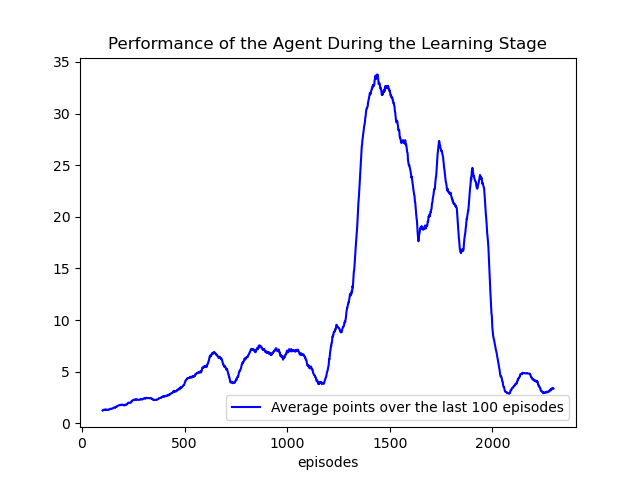 Performance of the Agent During the Learning Stage
35
30
25
20
15
10
5
0
Average points over the last 100 episodes
0 500 1000 1500 2000
episodes